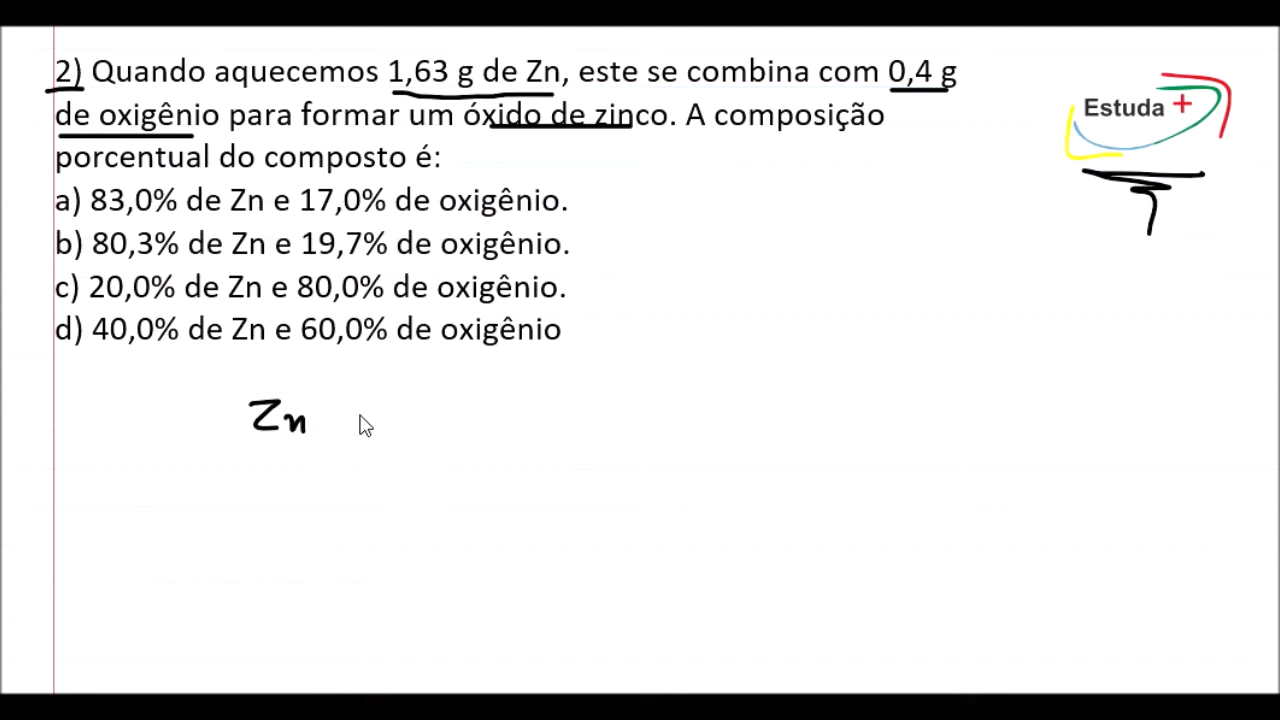 2) Quando aquecemos 1,63 g de Zn, este se combina com 0,4 g
de oxigênio para formar um óxido de zinco. A composição
porcentual do composto é:
a) 83,0% de Zn e 17,0% de oxigênio.
b) 80,3% de Zn e 19,7% de oxigênio.
c) 20,0% de Zn e 80,0% de oxigênio.
d) 40,0% de Zn e 60,0% de oxigênio
Estuda +
Zn